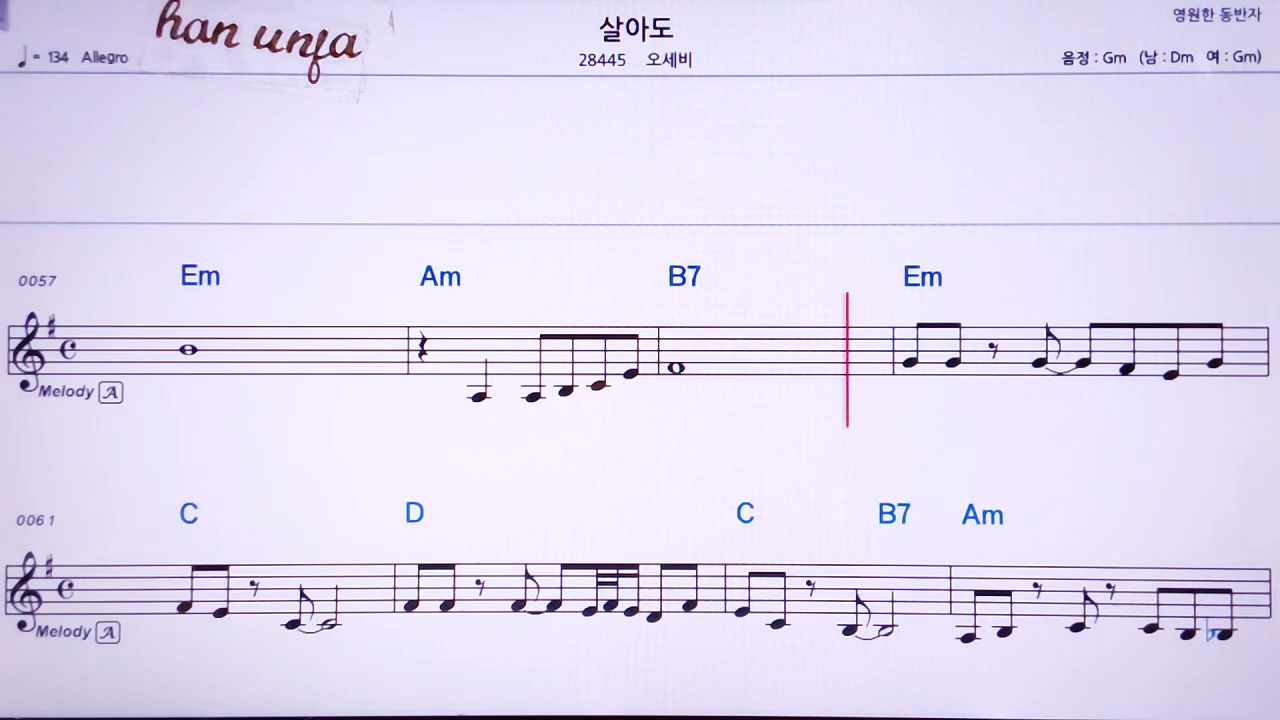 han unfa
살아도
영원한 동반자
♩= 134 Allegro
28445 오세비
음정 : Gm (남 : Dm 여 : Gm)
0057
Em Am B7 Em
Melody A
0061
C D C B7 Am
Melody A